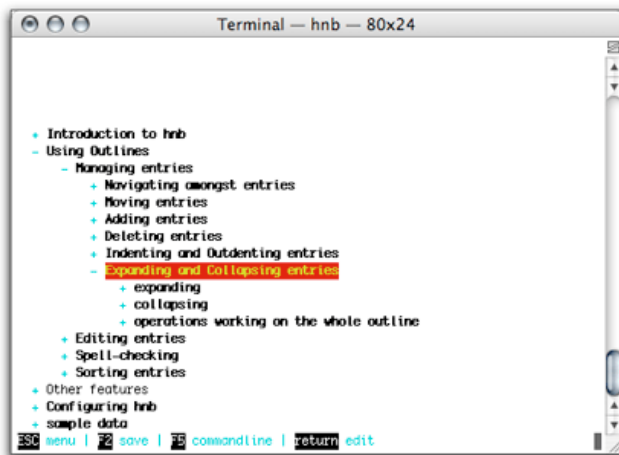 Terminal — hnb — 80x24
+ Introduction to hnb
- Using Outlines
- Managing entries
+ Navigating amongst entries
+ Moving entries
+ Adding entries
+ Deleting entries
+ Indenting and Outdenting entries
- Expanding and Collapsing entries
+ expanding
+ collapsing
+ operations working on the whole outline
+ Editing entries
+ Spell-checking
+ Sorting entries
+ Other features
+ Configuring hnb
+ sample data
ESC menu | F2 save | F5 commandline | return edit